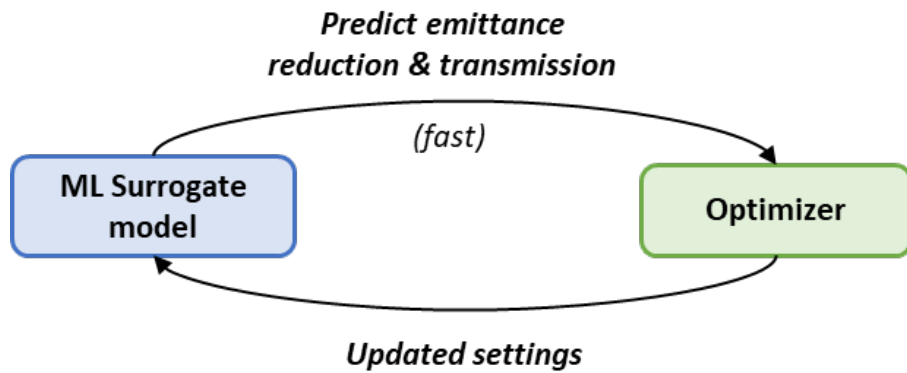 Predict emittance
reduction & transmission
(fast)
ML Surrogate
model
Optimizer
Updated settings